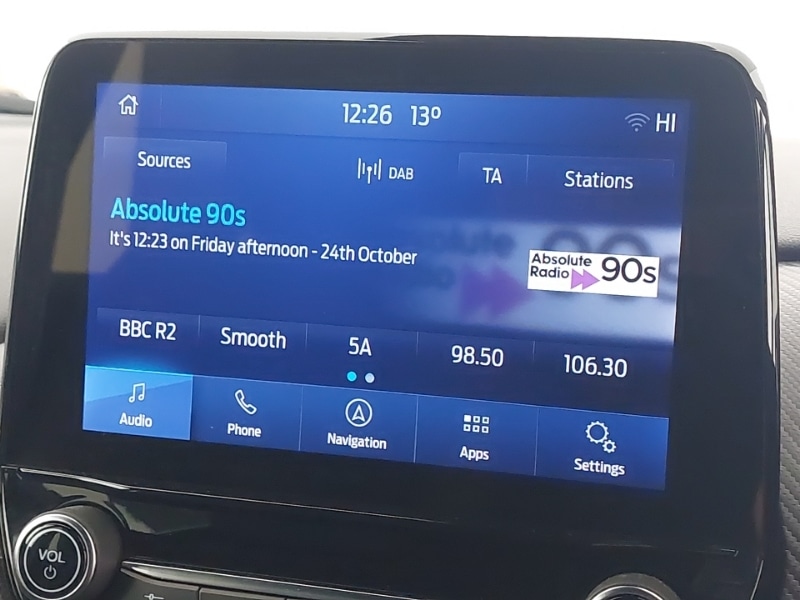 12:26 13º HI
Sources DAB TA Stations
Absolute 90s
It's 12:23 on Friday afternoon - 24th October
Absolute
Radio 90s
BBC R2 Smooth 5A 98.50 106.30
Audio Phone Navigation Apps Settings
VOL